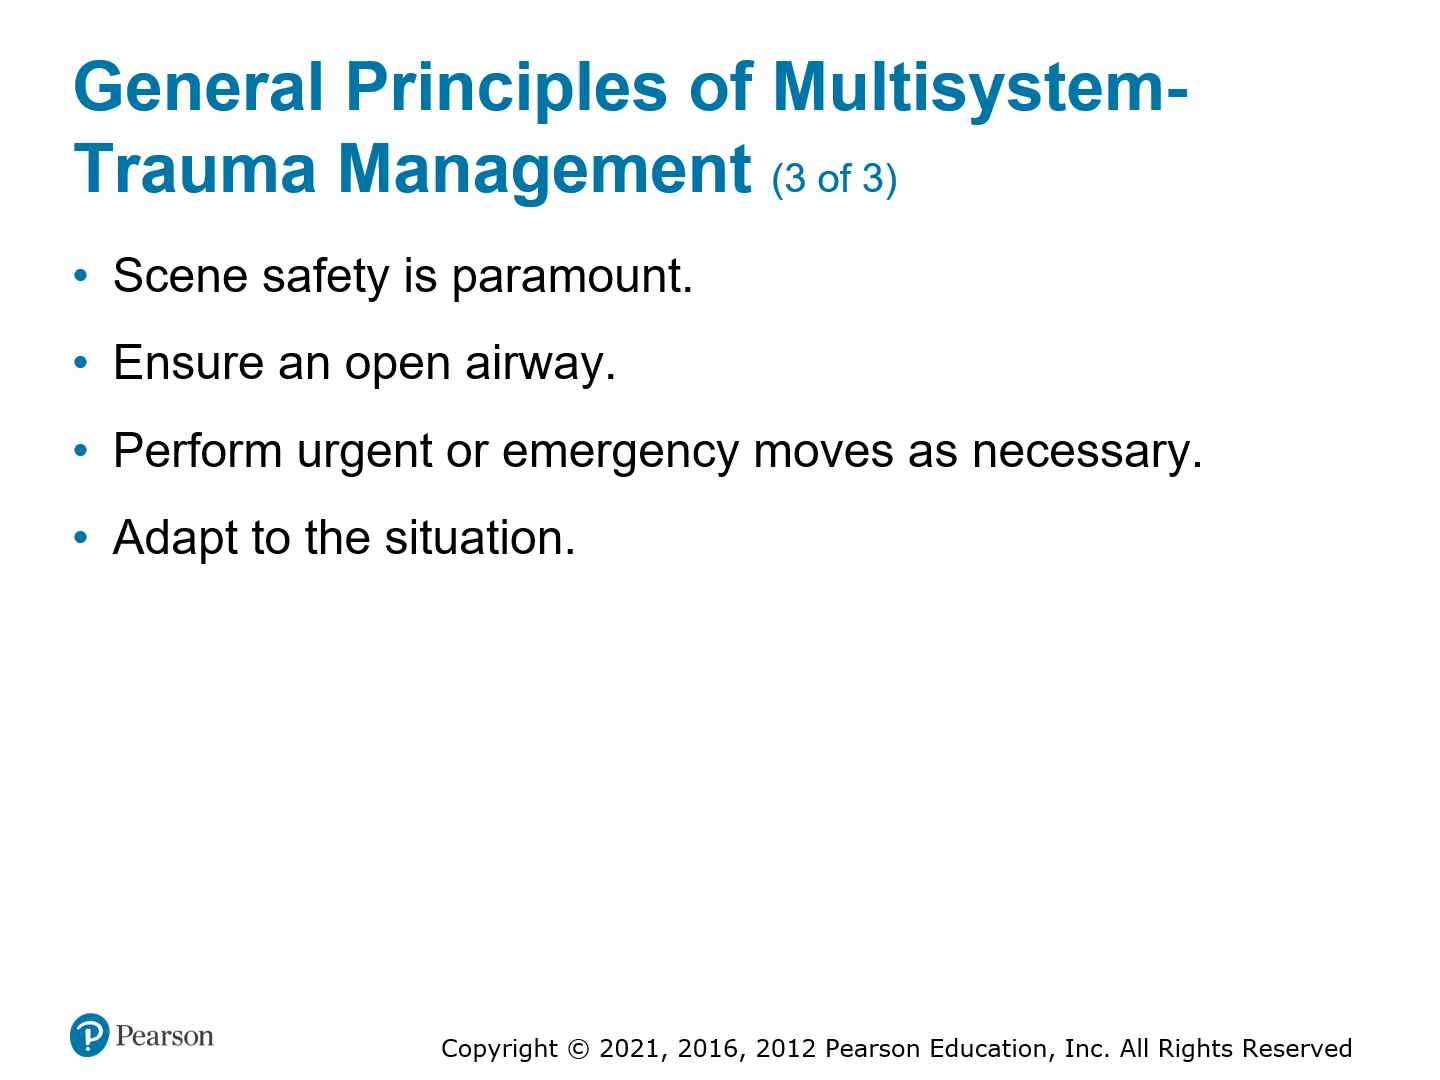 General Principles of Multisystem-
Trauma Management (3 of 3)
• Scene safety is paramount.
• Ensure an open airway.
• Perform urgent or emergency moves as necessary.
• Adapt to the situation.
Pearson
Copyright © 2021, 2016, 2012 Pearson Education, Inc. All Rights Reserved